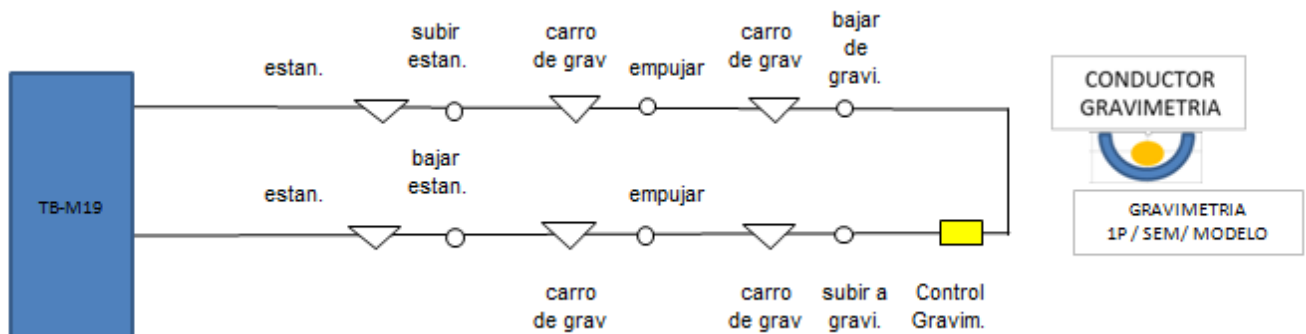 estan.
subir
estan.
carro
de grav
empujar
carro
de grav
bajar
de
gravi.
CONDUCTOR
GRAVIMETRIA
TB-M19
estan.
bajar
estan.
empujar
GRAVIMETRIA
1P / SEM/ MODELO
carro
de grav
carro
de grav
subir a
gravi.
Control
Gravim.